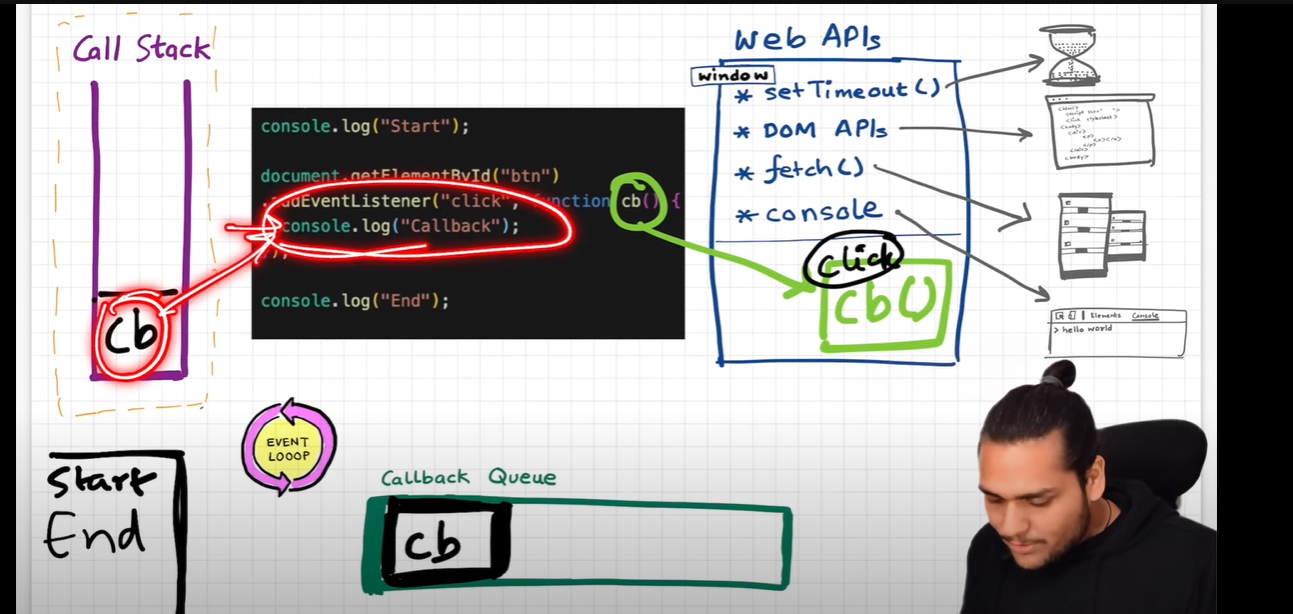 Call Stack
cb
console.log("Start");
document.getElementById("btn")
.addEventListener("click", function cb() {
console.log("Callback");
});
console.log("End");
Web APIs
window
* setTimeout()
* DOM APIs
* fetch()
* console
click
cb()
Elements Console
> hello world
EVENT
LOOOP
Start
End
Callback Queue
cb